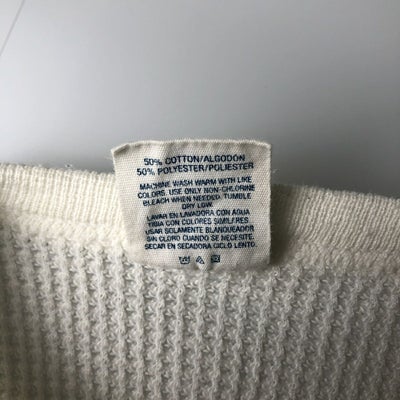 50% COTTON/ALGODON
50% POLYESTER/POLIESTER
MACHINE WASH WARM WITH LIKE
COLORS. USE ONLY NON-CHLORINE
BLEACH WHEN NEEDED. TUMBLE
DRY LOW.
LAVAR EN LAVADORA CON AGUA
TIBIA CON COLORES SIMILARES.
USAR SOLAMENTE BLANQUEADOR
SIN CLORO CUANDO SE NECESITE.
SECAR EN SECADORA CICLO LENTO.